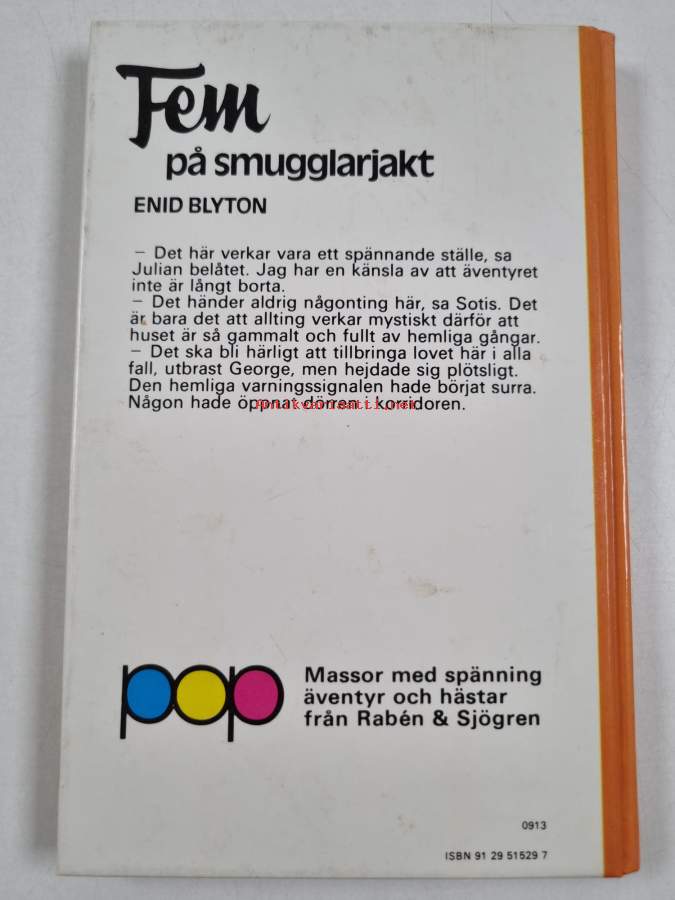 Fem
på smugglarjakt
ENID BLYTON
– Det här verkar vara ett spännande ställe, sa
Julian belåtet. Jag har en känsla av att äventyret
inte är långt borta.
– Det händer aldrig någonting här, sa Sotis. Det
är bara det att allting verkar mystiskt därför att
huset är så gammalt och fullt av hemliga gångar.
– Det ska bli härligt att tillbringa lovet här i alla
fall, utbrast George, men hejdade sig plötsligt.
Den hemliga varningssignalen hade börjat surra.
Någon hade öppnat dörren i korridoren.
Antikvariaatti.net
pop
Massor med spänning
äventyr och hästar
från Rabén & Sjögren
0913
ISBN 91 29 51529 7